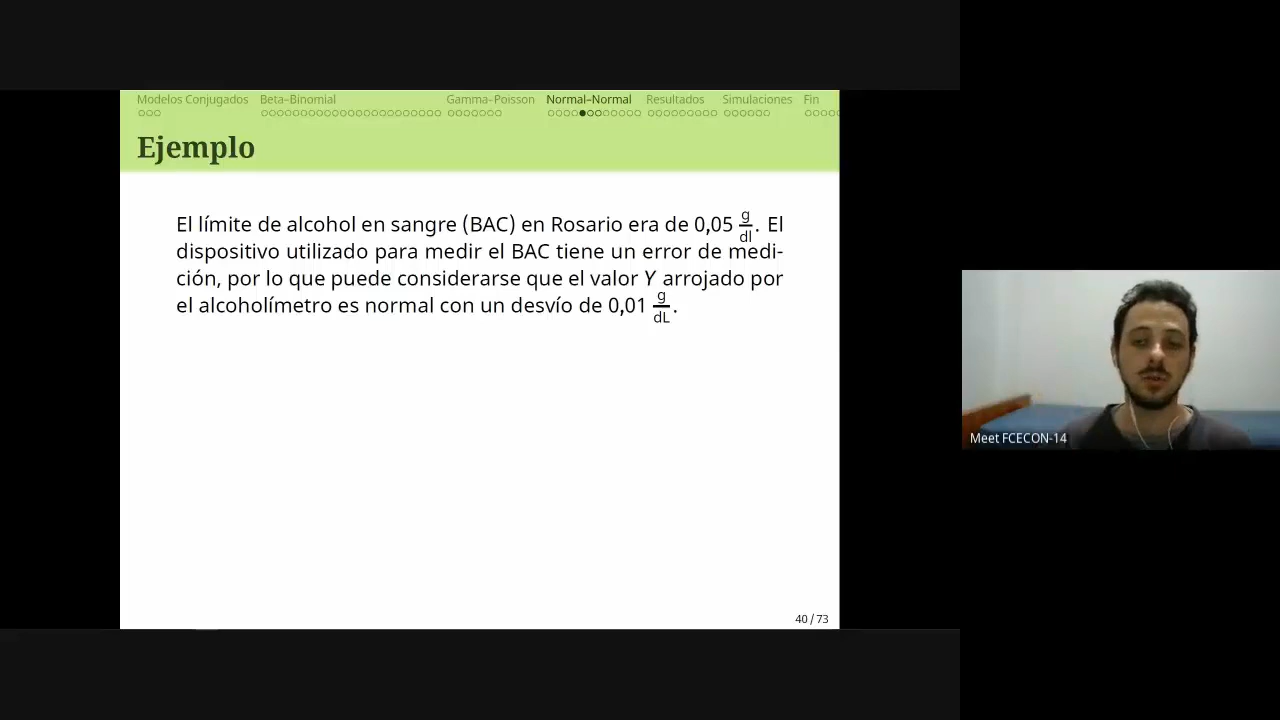 Modelos Conjugados Beta–Binomial Gamma–Poisson Normal–Normal Resultados Simulaciones Fin
Ejemplo
El límite de alcohol en sangre (BAC) en Rosario era de 0,05 g/dl. El
dispositivo utilizado para medir el BAC tiene un error de medi-
ción, por lo que puede considerarse que el valor Y arrojado por
el alcoholímetro es normal con un desvío de 0,01 g/dL.
40 / 73
Meet FCECON-14